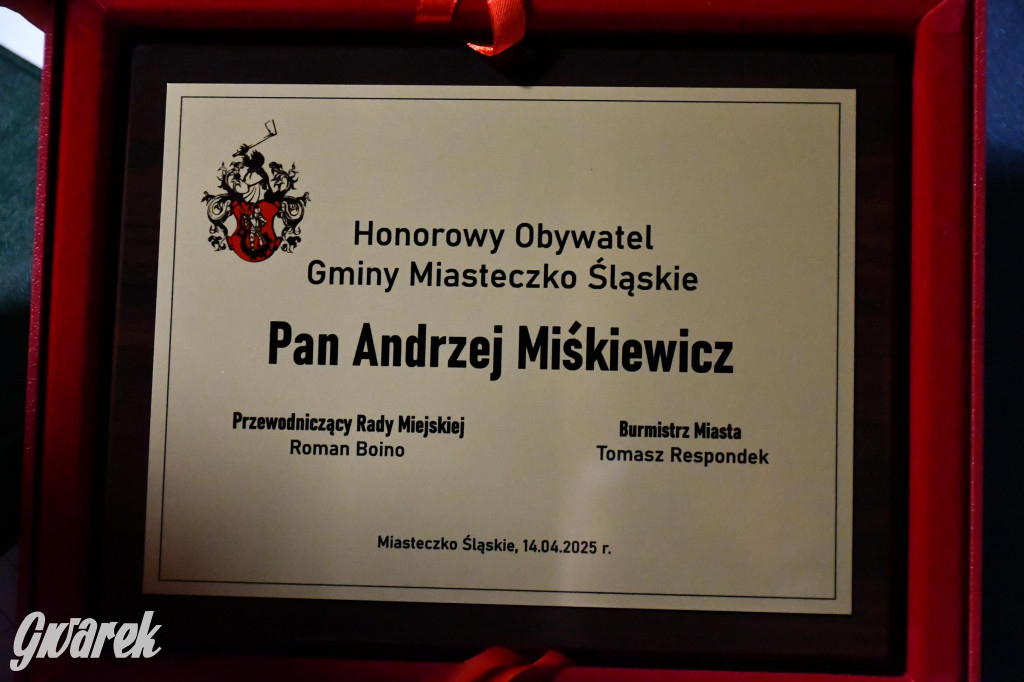 Honorowy Obywatel
Gminy Miasteczko Śląskie
Pan Andrzej Miśkiewicz
Przewodniczący Rady Miejskiej
Roman Boino
Burmistrz Miasta
Tomasz Respondek
Miasteczko Śląskie, 14.04.2025 r.
Gwarek